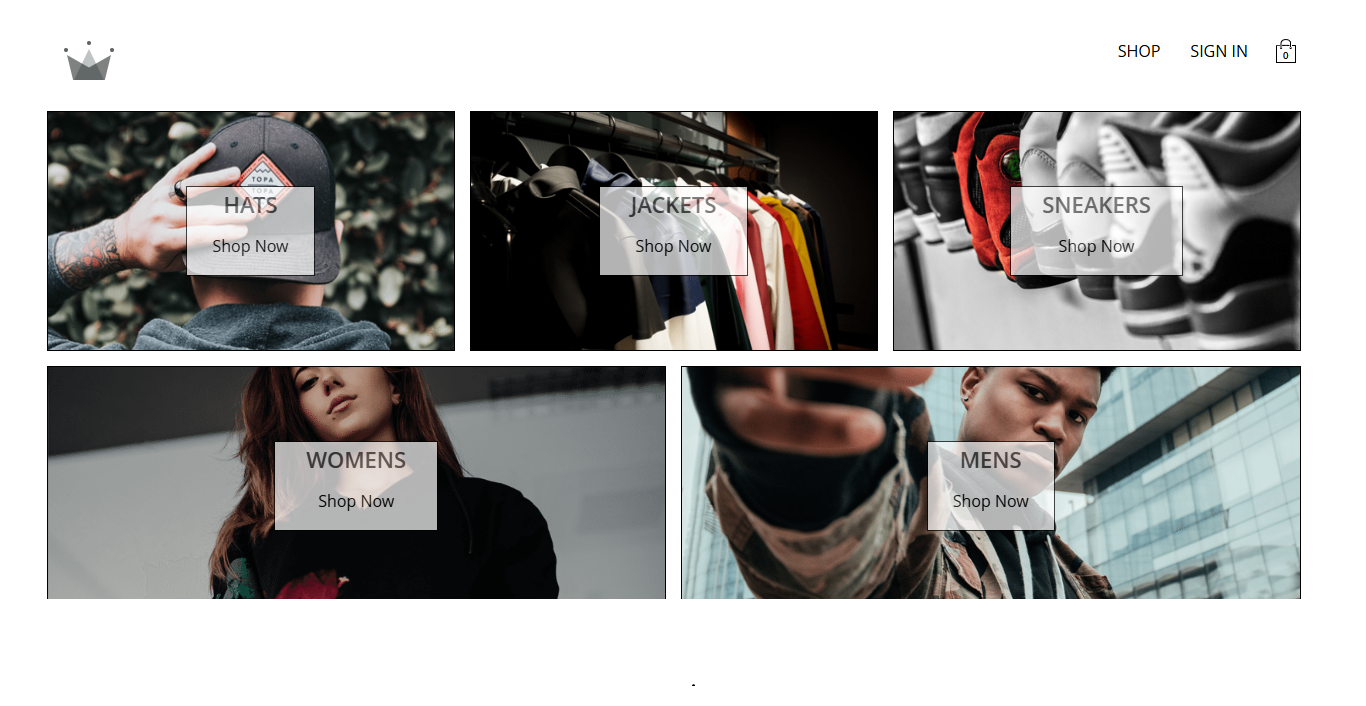 SHOP
SIGN IN
0
TOPA
TOPA
HATS
Shop Now
JACKETS
Shop Now
SNEAKERS
Shop Now
WOMENS
Shop Now
MENS
Shop Now